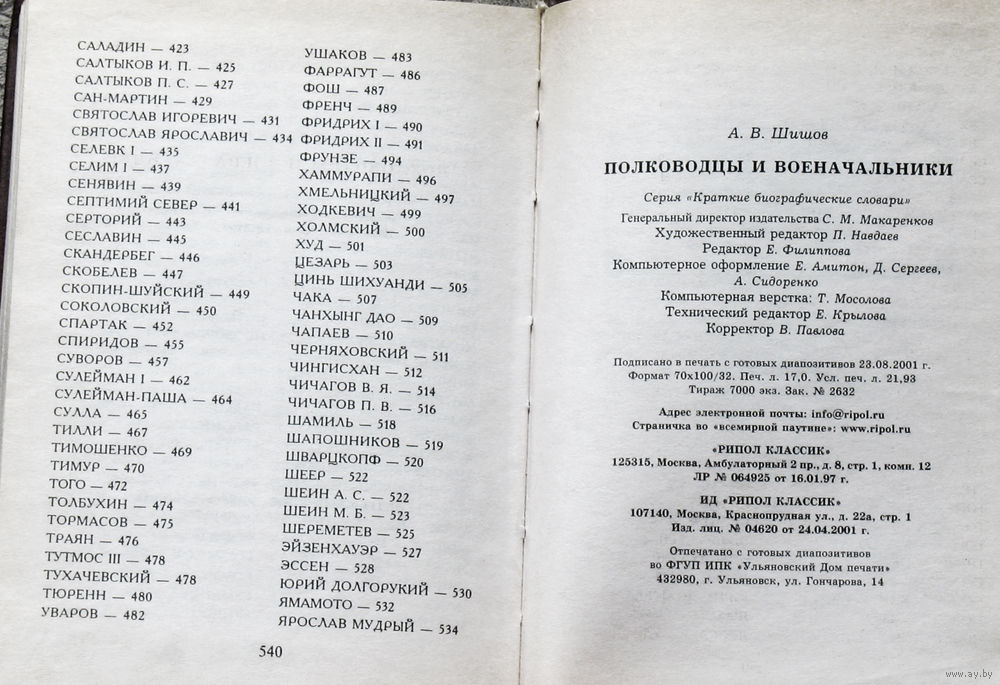 САЛАДИН — 423
САЛТЫКОВ И. П. — 425
САЛТЫКОВ П. С. — 427
САН-МАРТИН — 429
СВЯТОСЛАВ ИГОРЕВИЧ — 431
СВЯТОСЛАВ ЯРОСЛАВИЧ — 434
СЕЛЕВК I — 435
СЕЛИМ I — 437
СЕНЯВИН — 439
СЕПТИМИЙ СЕВЕР — 441
СЕРТОРИЙ — 443
СЕСЛАВИН — 445
СКАНДЕРБЕГ — 446
СКОБЕЛЕВ — 447
СКОПИН-ШУЙСКИЙ — 449
СОКОЛОВСКИЙ — 450
СПАРТАК — 452
СПИРИДОВ — 455
СУВОРОВ — 457
СУЛЕЙМАН I — 462
СУЛЕЙМАН-ПАША — 464
СУЛЛА — 465
ТИЛЛИ — 467
ТИМОШЕНКО — 469
ТИМУР — 470
ТОГО — 472
ТОЛБУХИН — 474
ТОРМАСОВ — 475
ТРАЯН — 476
ТУТМОС III — 478
ТУХАЧЕВСКИЙ — 478
ТЮРЕНН — 480
УВАРОВ — 482
УШАКОВ — 483
ФАРРАГУТ — 486
ФОШ — 487
ФРЕНЧ — 489
ФРИДРИХ I — 490
ФРИДРИХ II — 491
ФРУНЗЕ — 494
ХАММУРАПИ — 496
ХМЕЛЬНИЦКИЙ — 497
ХОДКЕВИЧ — 499
ХОЛМСКИЙ — 500
ХУД — 501
ЦЕЗАРЬ — 503
ЦИНЬ ШИХУАНДИ — 505
ЧАКА — 507
ЧАНХЫНГ ДАО — 509
ЧАПАЕВ — 510
ЧЕРНЯХОВСКИЙ — 511
ЧИНГИСХАН — 512
ЧИЧАГОВ В. Я. — 514
ЧИЧАГОВ П. В. — 516
ШАМИЛЬ — 518
ШАПОШНИКОВ — 519
ШВАРЦКОПФ — 520
ШЕЕР — 522
ШЕИН А. С. — 522
ШЕИН М. Б. — 523
ШЕРЕМЕТЕВ — 525
ЭЙЗЕНХАУЭР — 527
ЭССЕН — 528
ЮРИЙ ДОЛГОРУКИЙ — 530
ЯМАМОТО — 532
ЯРОСЛАВ МУДРЫЙ — 534
540
А. В. Шишов
ПОЛКОВОДЦЫ И ВОЕНАЧАЛЬНИКИ
Серия «Краткие биографические словари»
Генеральный директор издательства С. М. Макаренков
Художественный редактор П. Навдаев
Редактор Е. Филиппова
Компьютерное оформление Е. Амитон, Д. Сергеев,
А. Сидоренко
Компьютерная верстка: Т. Мосолова
Технический редактор Е. Крылова
Корректор В. Павлова
Подписано в печать с готовых диапозитивов 23.08.2001 г.
Формат 70х100/32. Печ. л. 17,0. Усл. печ. л. 21,93
Тираж 7000 экз. Зак. № 2632
Адрес электронной почты: info@ripol.ru
Страничка во «всемирной паутине»: www.ripol.ru
«РИПОЛ КЛАССИК»
125315, Москва, Амбулаторный 2 пр., д. 8, стр. 1, комн. 12
ЛР № 064925 от 16.01.97 г.
ИД «РИПОЛ КЛАССИК»
107140, Москва, Краснопрудная ул., д. 22а, стр. 1
Изд. лиц. № 04620 от 24.04.2001 г.
Отпечатано с готовых диапозитивов
во ФГУП ИПК «Ульяновский Дом печати»
432980, г. Ульяновск, ул. Гончарова, 14
www.ay.by